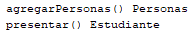 agregarPersonas() Personas
presentar() Estudiante